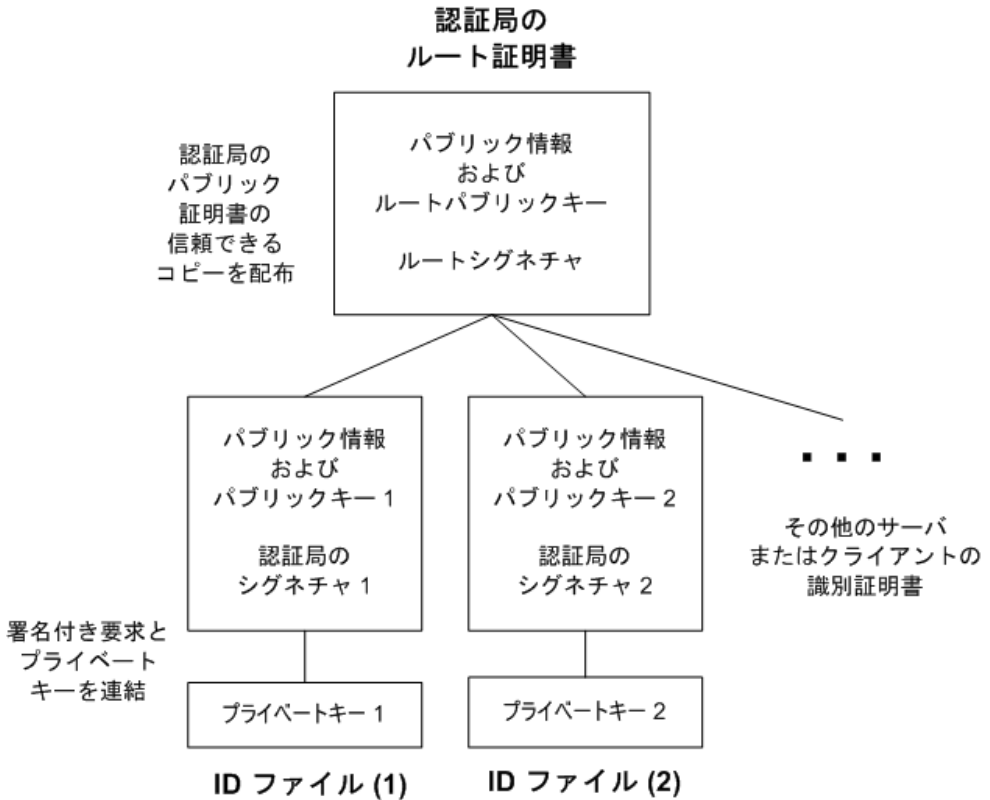 認証局の
ルート証明書
認証局の
パブリック
証明書の
信頼できる
コピーを配布
パブリック情報
および
ルートパブリックキー
ルートシグネチャ
パブリック情報
および
パブリックキー 1
認証局の
シグネチャ 1
パブリック情報
および
パブリックキー 2
認証局の
シグネチャ 2
その他のサーバ
またはクライアントの
識別証明書
署名付き要求と
プライベート
キーを連結
プライベートキー 1
プライベートキー 2
ID ファイル (1)
ID ファイル (2)